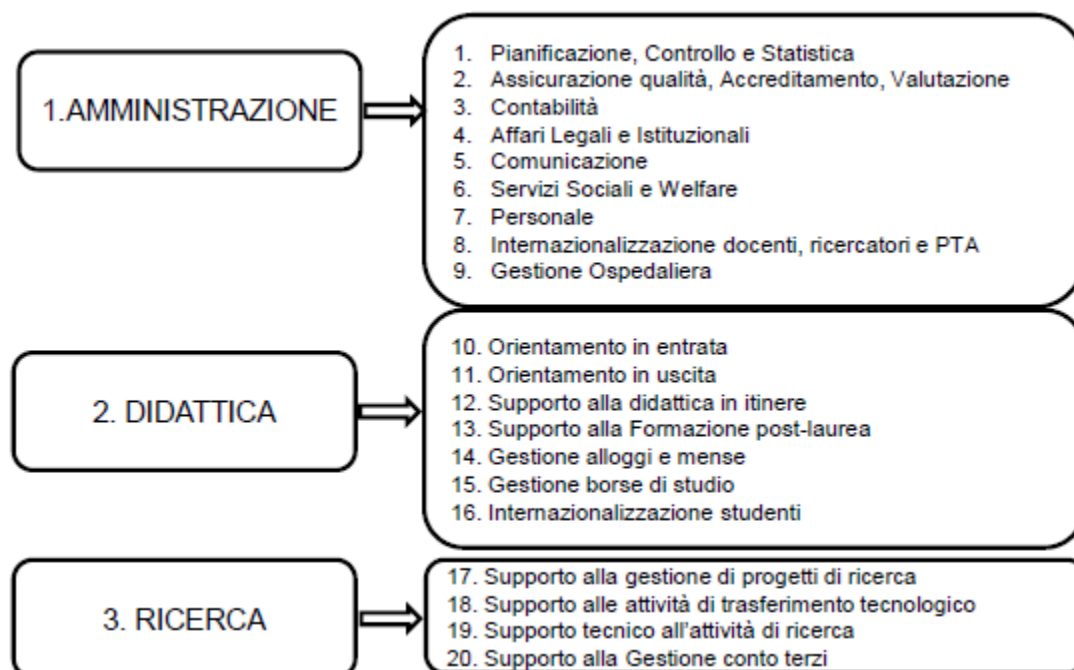 1.AMMINISTRAZIONE
1. Pianificazione, Controllo e Statistica
2. Assicurazione qualità, Accreditamento, Valutazione
3. Contabilità
4. Affari Legali e Istituzionali
5. Comunicazione
6. Servizi Sociali e Welfare
7. Personale
8. Internazionalizzazione docenti, ricercatori e PTA
9. Gestione Ospedaliera
2. DIDATTICA
10. Orientamento in entrata
11. Orientamento in uscita
12. Supporto alla didattica in itinere
13. Supporto alla Formazione post-laurea
14. Gestione alloggi e mense
15. Gestione borse di studio
16. Internazionalizzazione studenti
3. RICERCA
17. Supporto alla gestione di progetti di ricerca
18. Supporto alle attività di trasferimento tecnologico
19. Supporto tecnico all'attività di ricerca
20. Supporto alla Gestione conto terzi